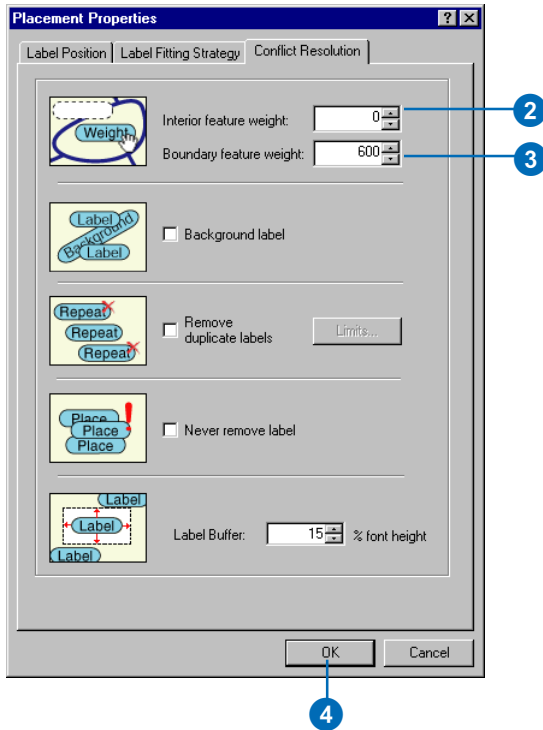 Placement Properties
Label Position Label Fitting Strategy Conflict Resolution
Weight
Interior feature weight: 0
2
Boundary feature weight: 600
3
Label
Background
Label
Background label
Repeat
Repeat
Repeat
Remove
duplicate labels
Limits...
Place
Place
Place
!
Never remove label
Label
Label
Label
Label Buffer: 15 % font height
OK Cancel
4